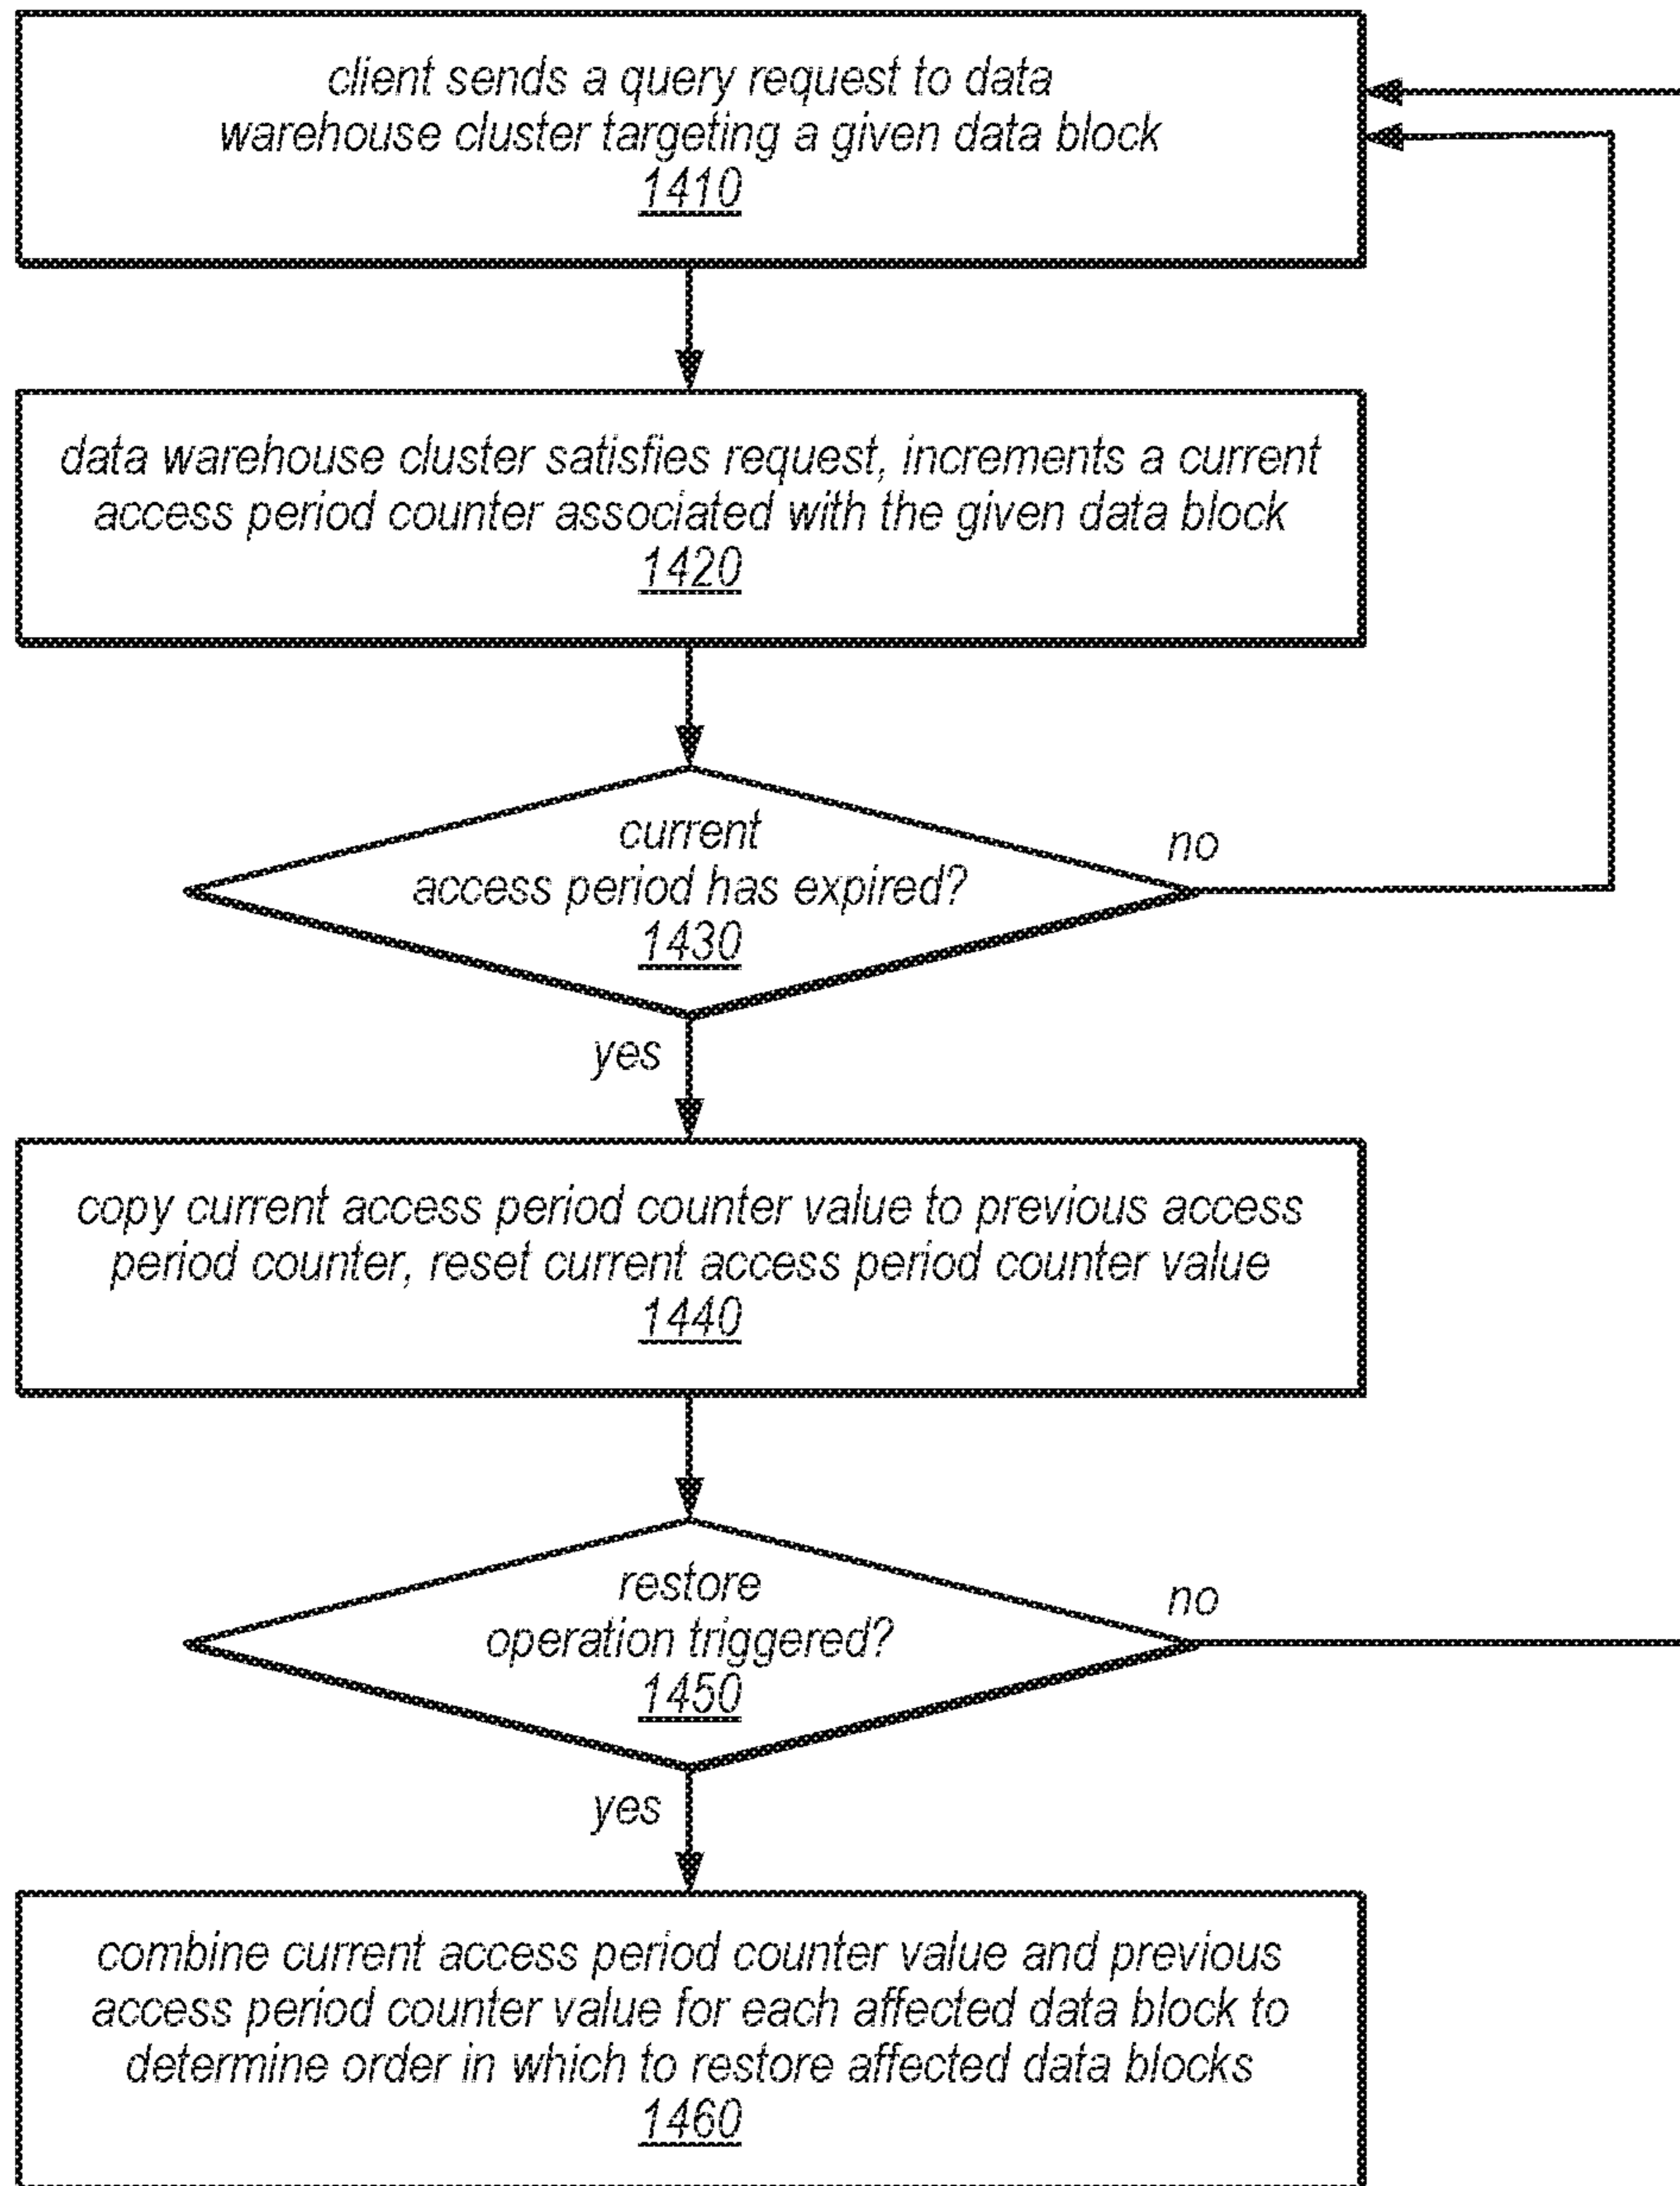 client sends a query request to data
warehouse cluster targeting a given data block
1410
data warehouse cluster satisfies request, increments a current
access period counter associated with the given data block
1420
current
access period has expired?
1430
no
yes
copy current access period counter value to previous access
period counter, reset current access period counter value
1440
restore
operation triggered?
1450
no
yes
combine current access period counter value and previous
access period counter value for each affected data block to
determine order in which to restore affected data blocks
1460